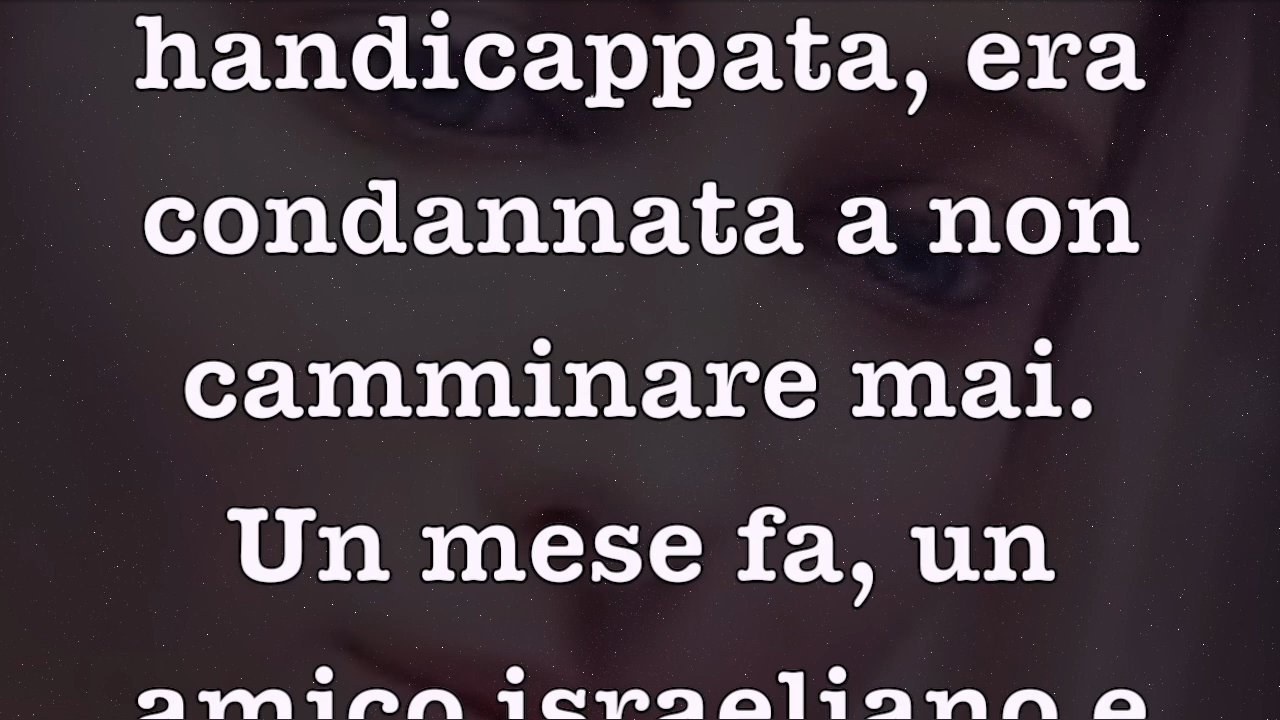 handicappata, era
condannata a non
camminare mai.
Un mese fa, un
amico israeliano e